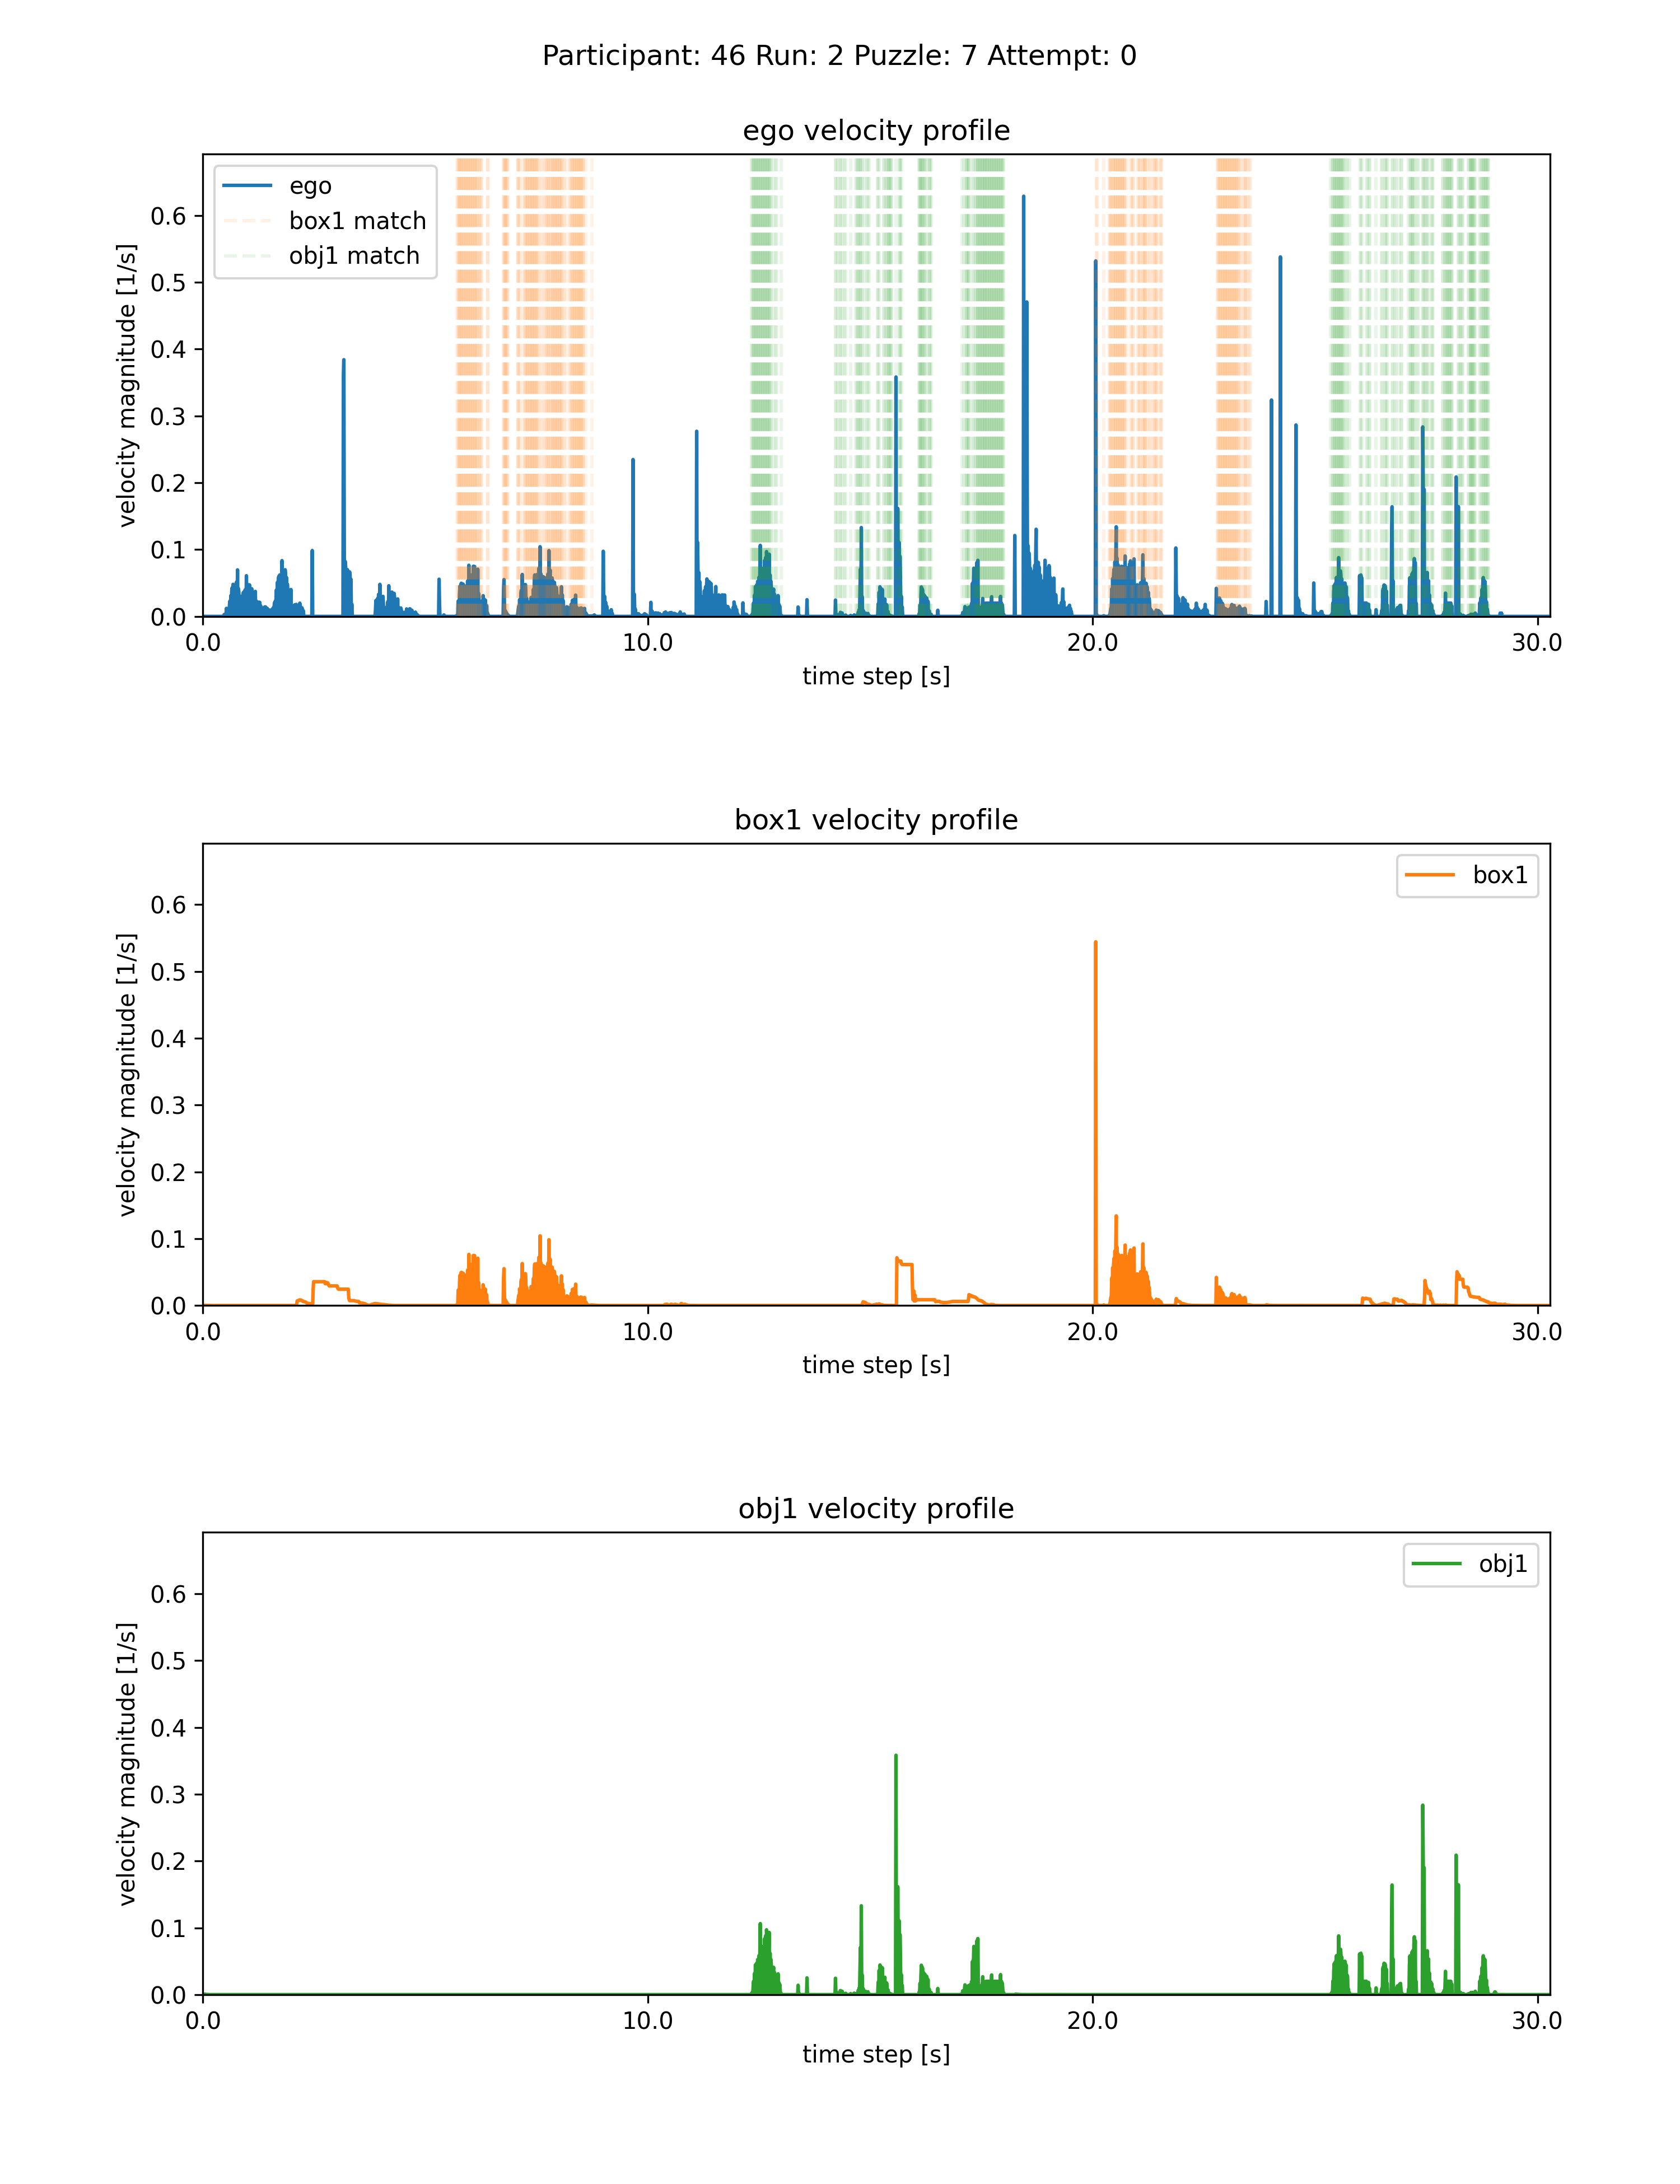 Participant: 46 Run: 2 Puzzle: 7 Attempt: 0
ego velocity profile
velocity magnitude [1/s]
0.6
0.5
0.4
0.3
0.2
0.1
0.0
ego
box1 match
obj1 match
0.0 10.0 20.0 30.0
time step [s]
box1 velocity profile
velocity magnitude [1/s]
0.6
0.5
0.4
0.3
0.2
0.1
0.0
box1
0.0 10.0 20.0 30.0
time step [s]
obj1 velocity profile
velocity magnitude [1/s]
0.6
0.5
0.4
0.3
0.2
0.1
0.0
obj1
0.0 10.0 20.0 30.0
time step [s]